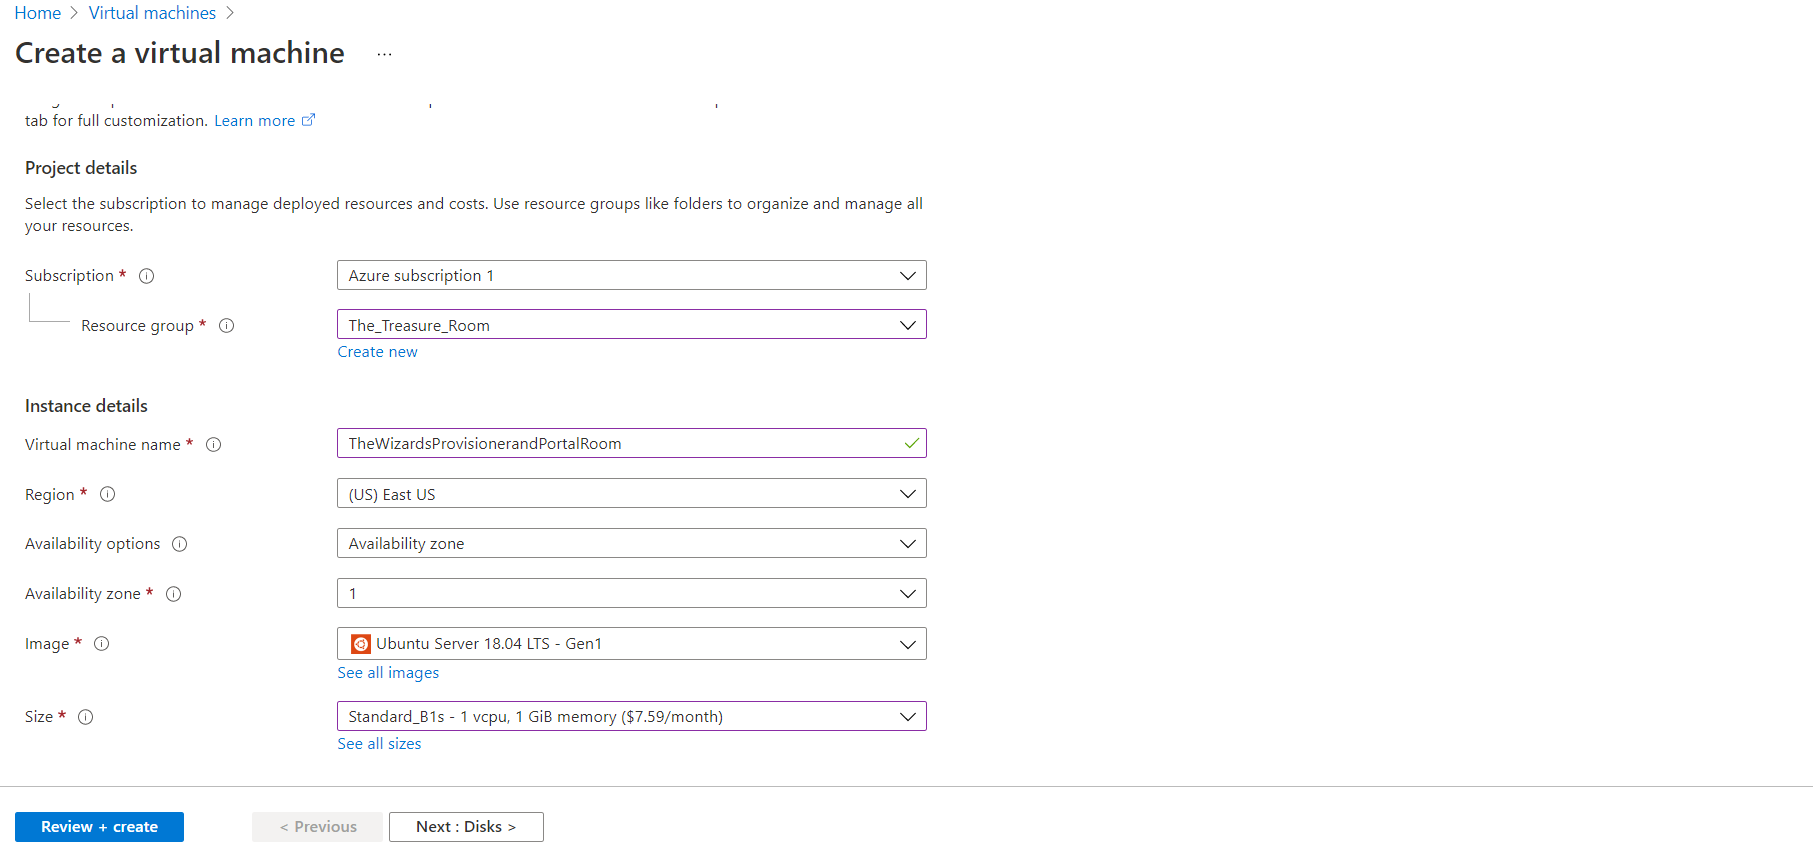 Home > Virtual machines >
Create a virtual machine ...
tab for full customization. Learn more
Project details
Select the subscription to manage deployed resources and costs. Use resource groups like folders to organize and manage all
your resources.
Subscription * Azure subscription 1
Resource group * The_Treasure_Room
Create new
Instance details
Virtual machine name * TheWizardsProvisionerandPortalRoom
Region * (US) East US
Availability options Availability zone
Availability zone * 1
Image * Ubuntu Server 18.04 LTS - Gen1
See all images
Size * Standard_B1s - 1 vcpu, 1 GiB memory ($7.59/month)
See all sizes
Review + create < Previous Next : Disks >